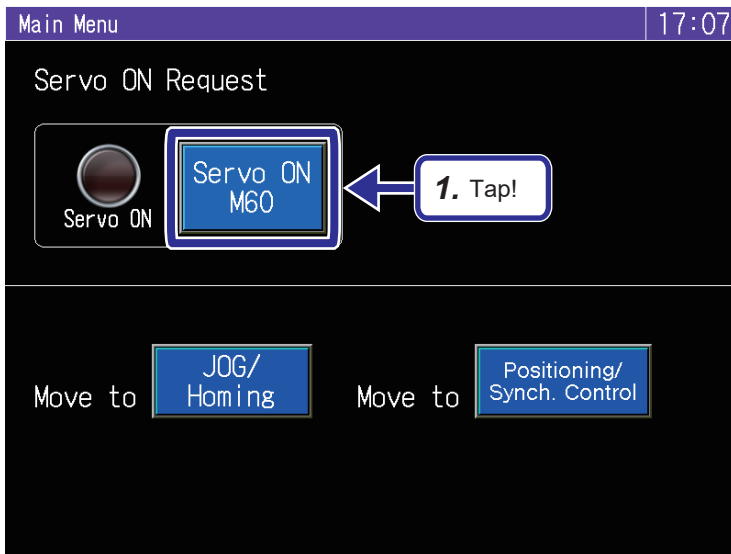 Main Menu 17:07
Servo ON Request
Servo ON
M60
1. Tap!
Servo ON
Move to JOG/
Homing
Move to Positioning/
Synch. Control